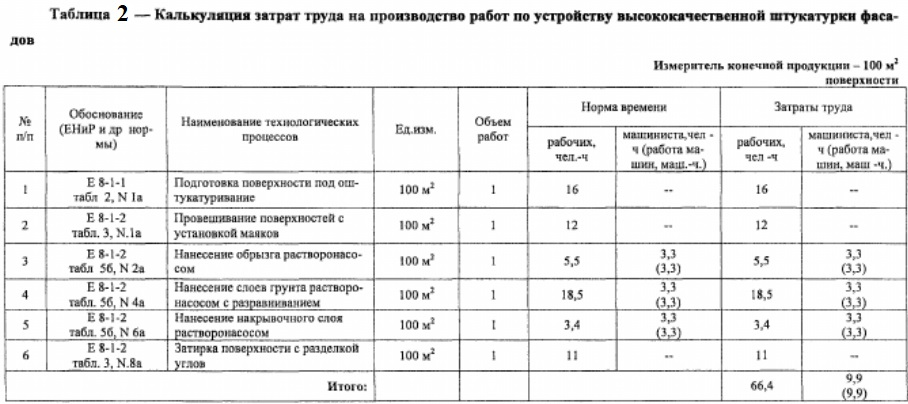 Таблица 2 — Калькуляция затрат труда на производство работ по устройству высококачественной штукатурки фаса-
дов
Измеритель конечной продукции – 100 м²
поверхности
№ п/п | Обоснование (ЕНиР и др нор-мы) | Наименование технологических процессов | Ед.изм. | Объем работ | Норма времени | Затраты труда
рабочих, чел.-ч | машиниста,чел -ч (работа ма-шин, маш.-ч.) | рабочих, чел -ч | машиниста,чел -ч (работа ма-шин, маш -ч.)
1 | Е 8-1-1 табл 2, N 1а | Подготовка поверхности под ош-тукатуривание | 100 м² | 1 | 16 | -- | 16 | --
2 | Е 8-1-2 табл. 3, N.1а | Провешивание поверхностей с установкой маяков | 100 м² | 1 | 12 | -- | 12 | --
3 | Е 8-1-2 табл 5б, N 2а | Нанесение обрызга растворонасо-сом | 100 м² | 1 | 5,5 | 3,3 (3,3) | 5,5 | 3,3 (3,3)
4 | Е 8-1-2 табл. 5б, N 4а | Нанесение слоев грунта растворо-насосом с разравниванием | 100 м² | 1 | 18,5 | 3,3 (3,3) | 18,5 | 3,3 (3,3)
5 | Е 8-1-2 табл. 5б, N 6а | Нанесение накрывочного слоя растворонасосом | 100 м² | 1 | 3,4 | 3,3 (3,3) | 3,4 | 3,3 (3,3)
6 | Е 8-1-2 табл. 3, N.8а | Затирка поверхности с разделкой углов | 100 м² | 1 | 11 | -- | 11 | --
Итого: | 66,4 | 9,9 (9,9)